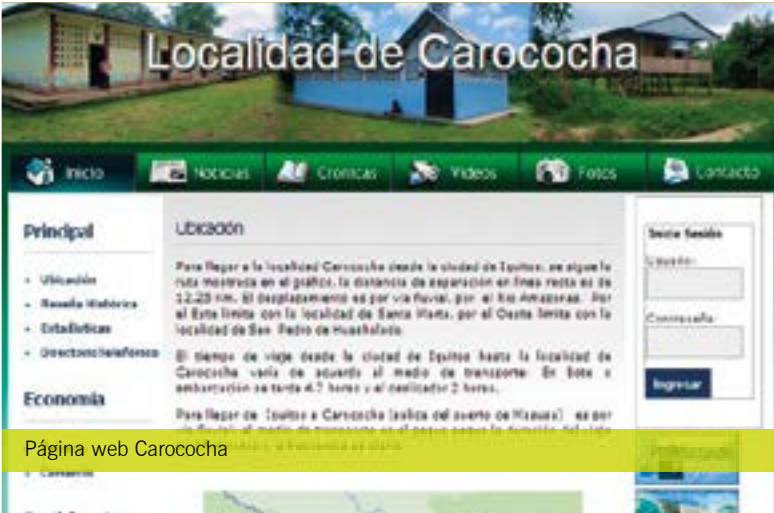 Localidad de Carococha
Inicio
Noticias
Crónicas
Videos
Fotos
Contacto
Principal
Ubicación
Reseña Histórica
Estadísticas
Directorio telefónico
Economía
Ubicación
Para llegar a la localidad Carococha desde la ciudad de Iquitos, se sigue la
ruta mostrada en el gráfico, la distancia de separación en línea recta es de
12.25 km. El desplazamiento es por vía fluvial, por el Río Amazonas. Por
el Este limita con la localidad de Santa Marta, por el Oeste limita con la
localidad de San Pedro de
El tiempo de viaje desde la ciudad de Iquitos hasta la localidad de
Carococha varía de acuerdo al medio de transporte. En bote o
embarcación se tarda 4.7 horas y el deslizador 2 horas.
Para llegar de Iquitos a Carococha (salida del puerto de es por
Inicio Sesión
Usuario:
Contraseña:
Ingresar
Página web Carococha